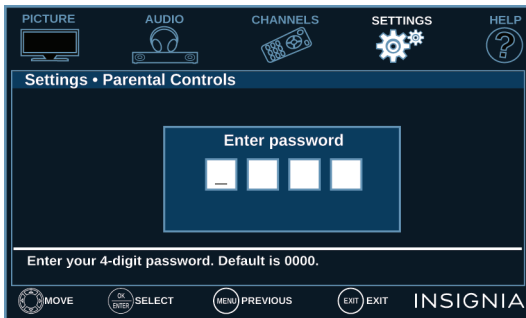 PICTURE AUDIO CHANNELS SETTINGS HELP
Settings • Parental Controls
Enter password
_
Enter your 4-digit password. Default is 0000.
MOVE OK ENTER SELECT MENU PREVIOUS EXIT EXIT INSIGNIA